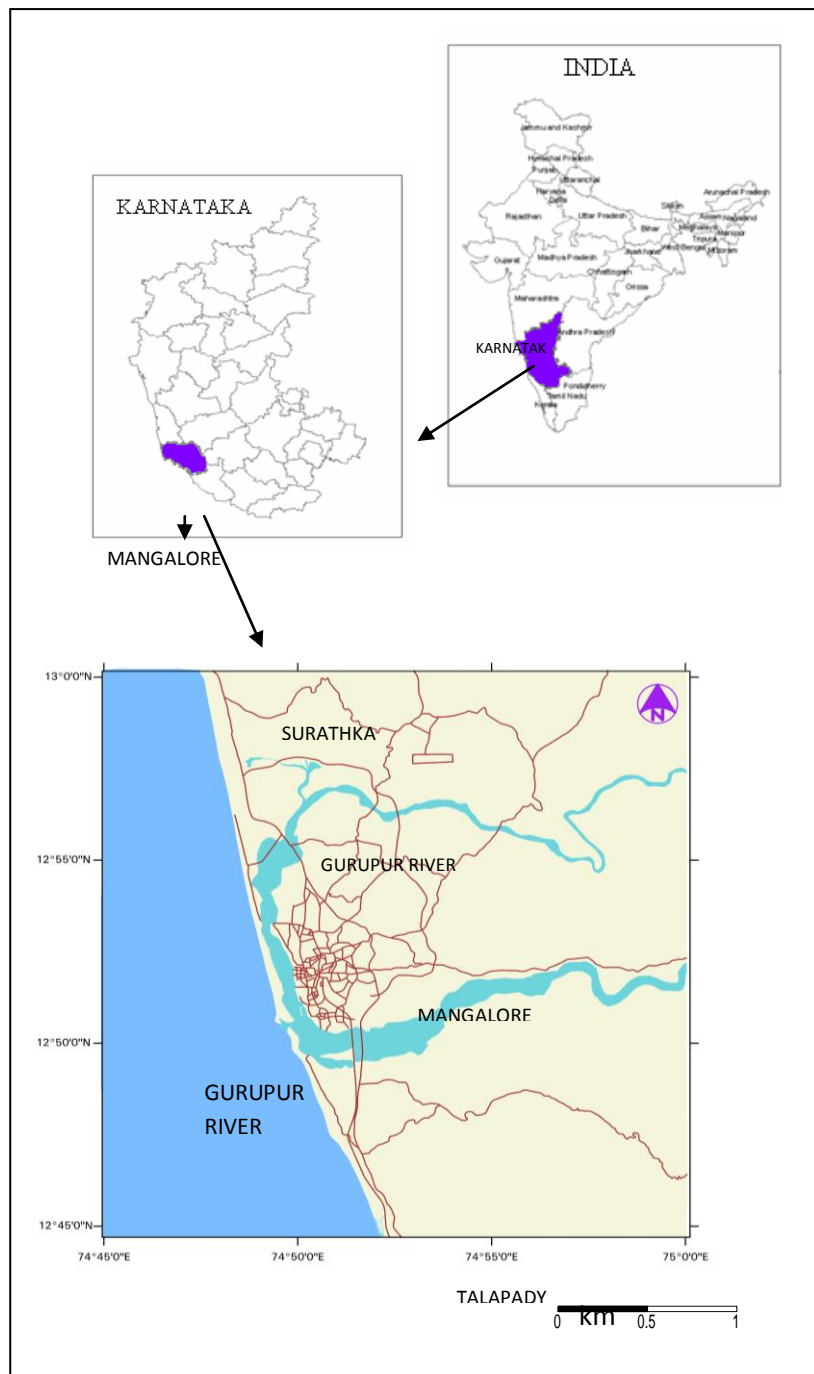 INDIA
Jammu and Kashmir
Himachal Pradesh
Punjab
Uttaranchal
Haryana
Delhi
Rajasthan
Uttar Pradesh
Bihar
Sikkim
Arunachal Pradesh
Assam
Nagaland
Meghalaya
Manipur
Tripura
Mizoram
West Bengal
Jharkhand
Gujarat
Madhya Pradesh
Chhattisgarh
Orissa
Maharashtra
Andhra Pradesh
KARNATAK
Pondicherry
Tamil Nadu
Kerala
KARNATAKA
MANGALORE
13°0'0"N
N
SURATHKA
12°55'0"N
GURUPUR RIVER
MANGALORE
12°50'0"N
GURUPUR
RIVER
12°45'0"N
74°45'0"E 74°50'0"E 74°55'0"E 75°0'0"E
TALAPADY
km
0 0.5 1